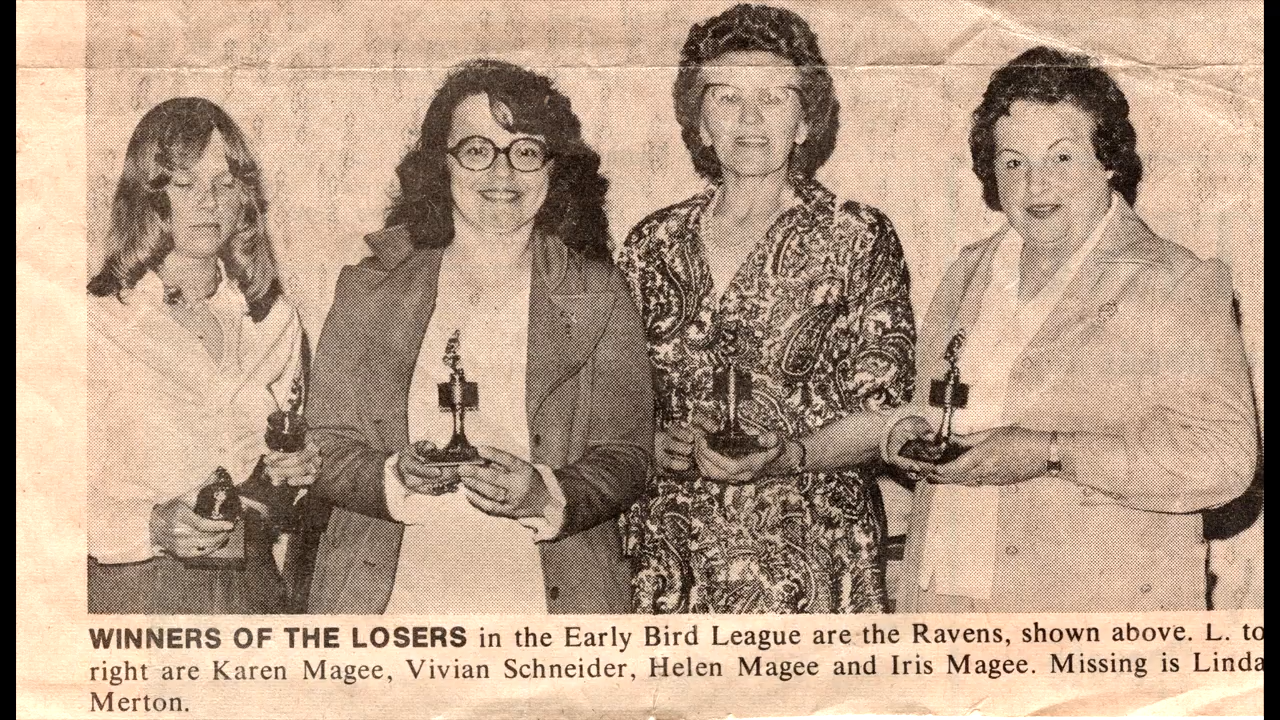 WINNERS OF THE LOSERS in the Early Bird League are the Ravens, shown above. L. to
right are Karen Magee, Vivian Schneider, Helen Magee and Iris Magee. Missing is Linda
Merton.